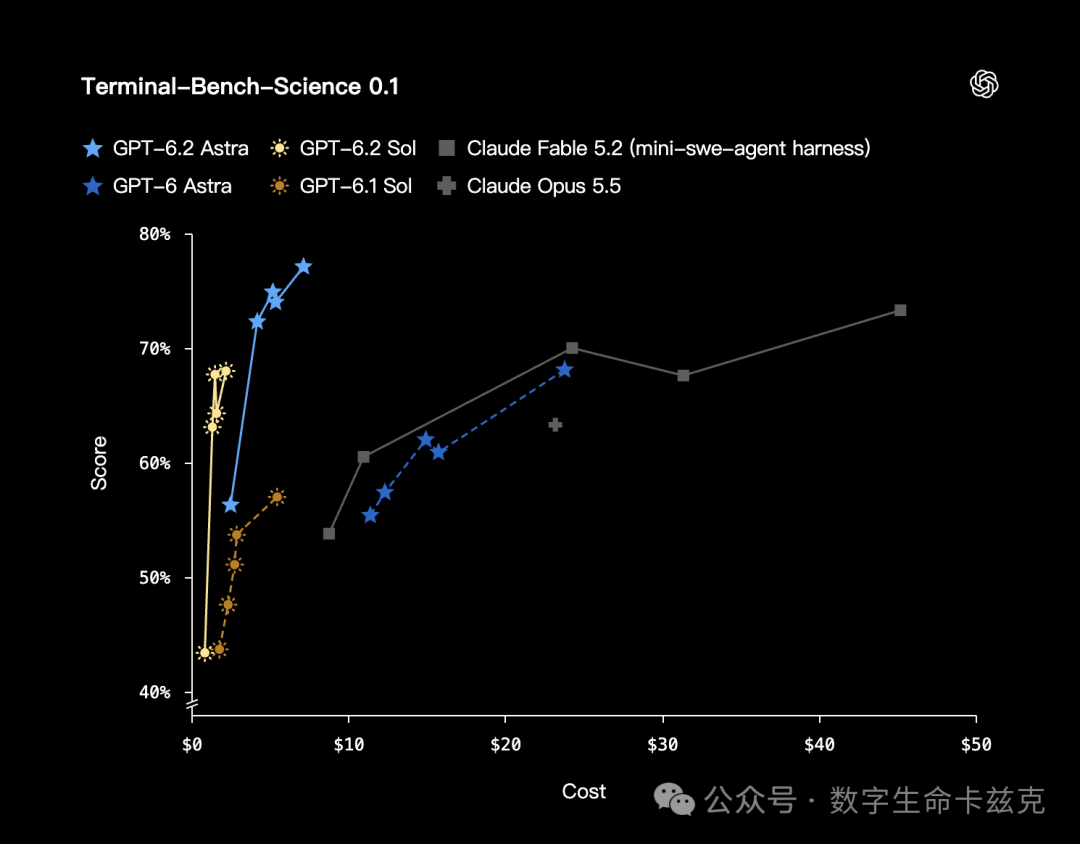 Terminal-Bench-Science 0.1
GPT-6.2 Astra GPT-6.2 Sol Claude Fable 5.2 (mini-swe-agent harness)
GPT-6 Astra GPT-6.1 Sol Claude Opus 5.5
80%
70%
60%
50%
40%
Score
$0 $10 $20 $30 $40 $50
Cost
公众号 · 数字生命卡兹克